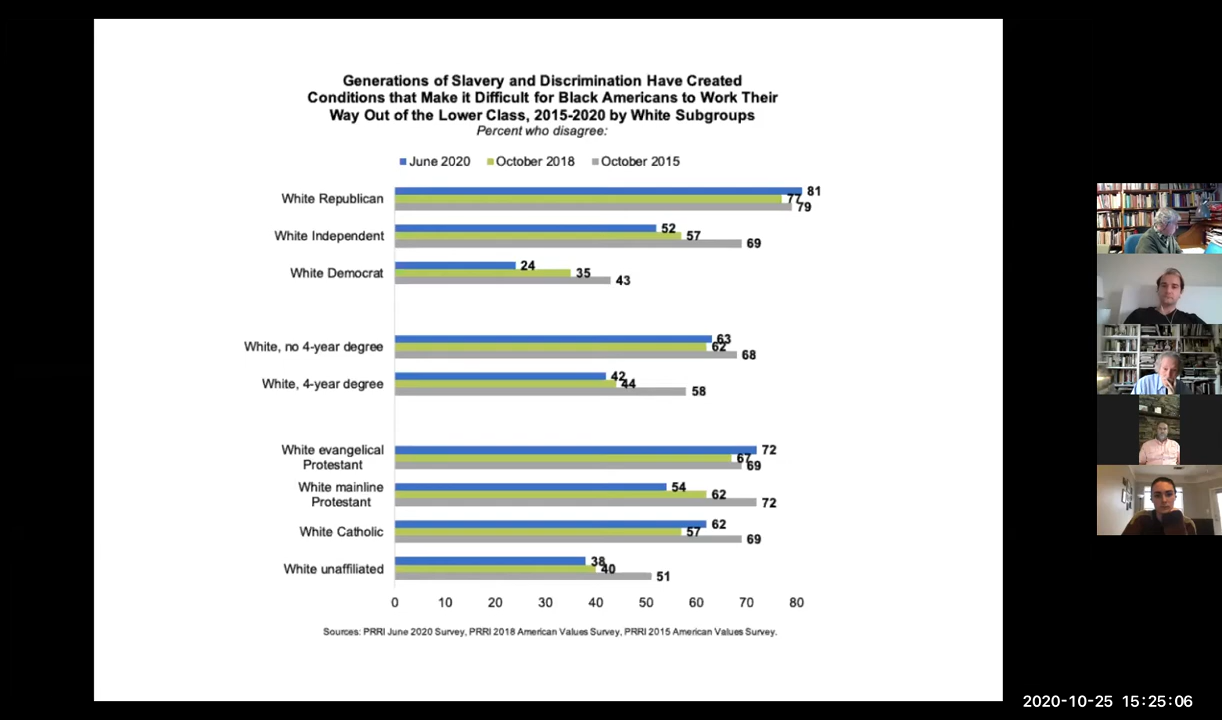 Generations of Slavery and Discrimination Have Created
Conditions that Make it Difficult for Black Americans to Work Their
Way Out of the Lower Class, 2015-2020 by White Subgroups
Percent who disagree:
June 2020 October 2018 October 2015
White Republican 81
77
79
White Independent 52
57
69
White Democrat 24
35
43
White, no 4-year degree 63
62
68
White, 4-year degree 42
44
58
White evangelical 72
Protestant 67
69
White mainline 54
Protestant 62
72
White Catholic 62
57
69
White unaffiliated 38
40
51
0 10 20 30 40 50 60 70 80
Sources: PRRI June 2020 Survey, PRRI 2018 American Values Survey, PRRI 2015 American Values Survey.
2020-10-25 15:25:06